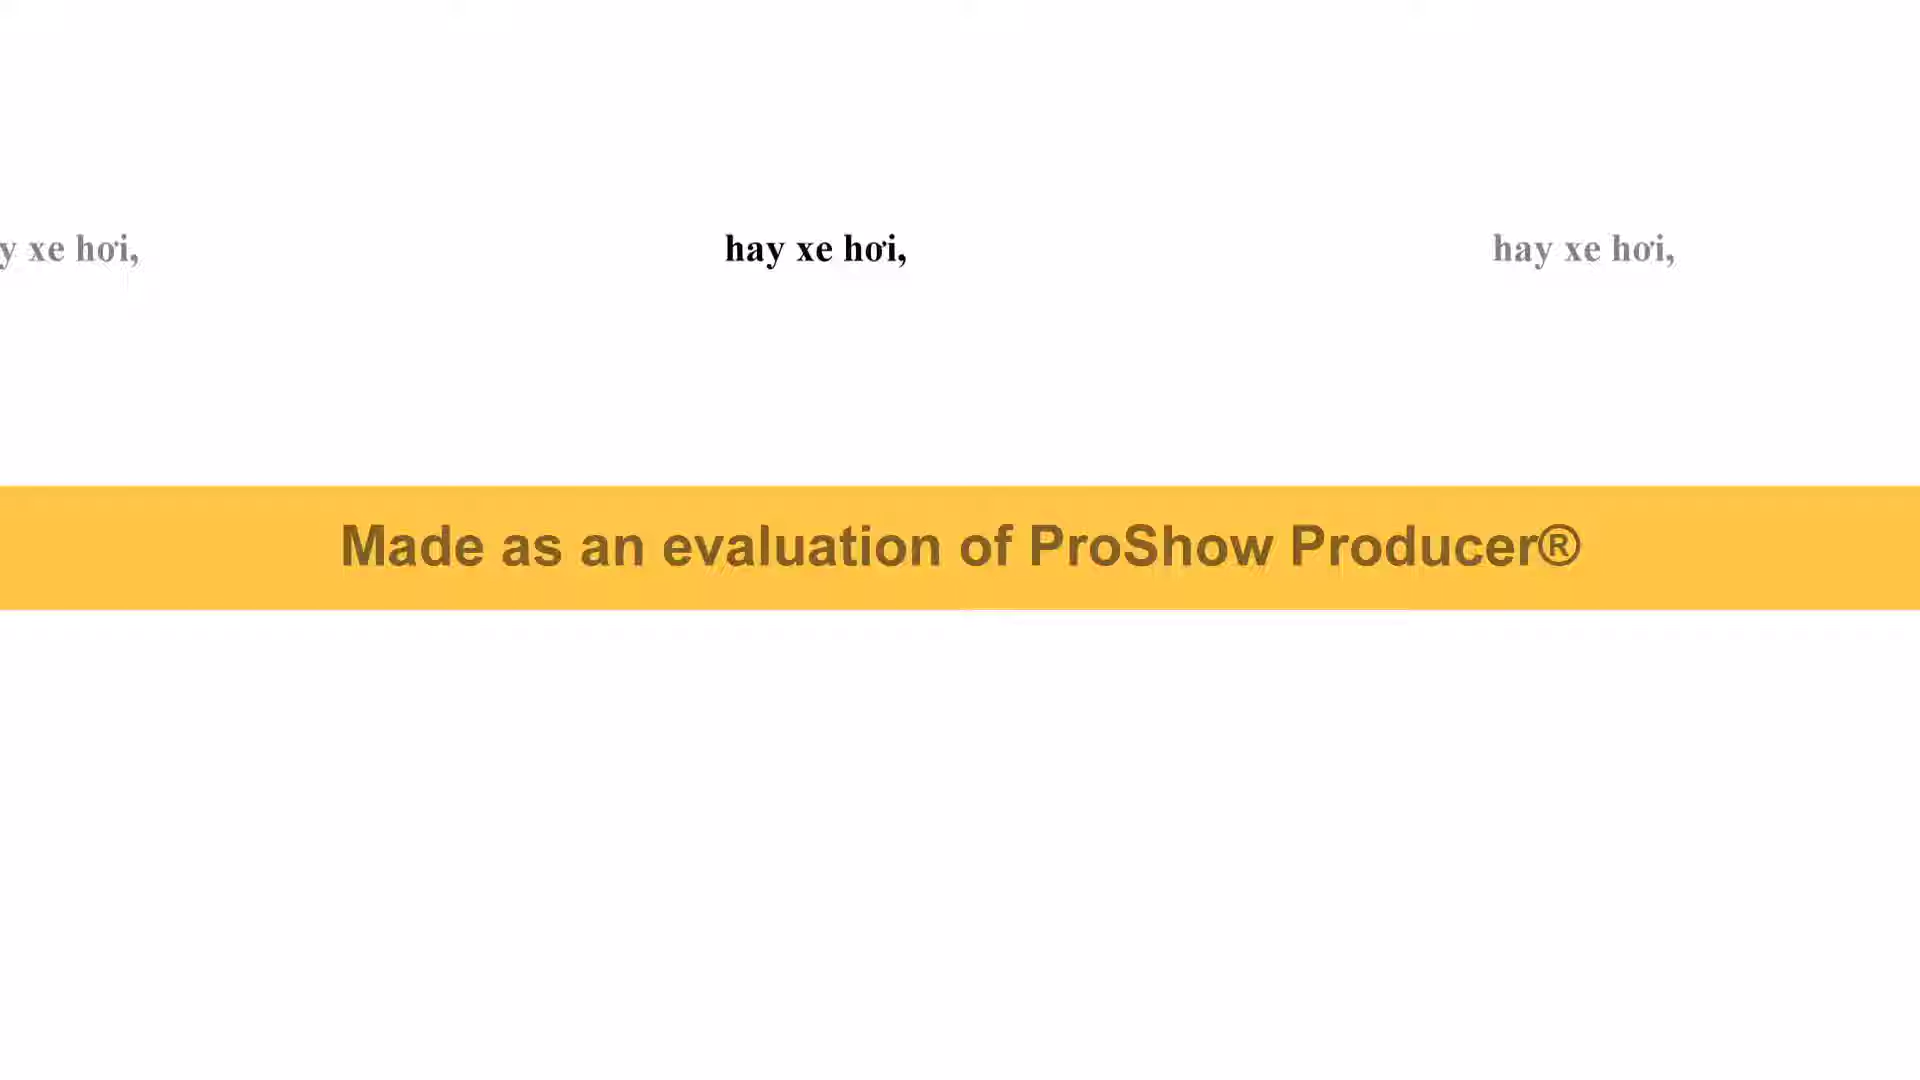 y xe hơi, hay xe hơi, hay xe hơi,
Made as an evaluation of ProShow Producer®